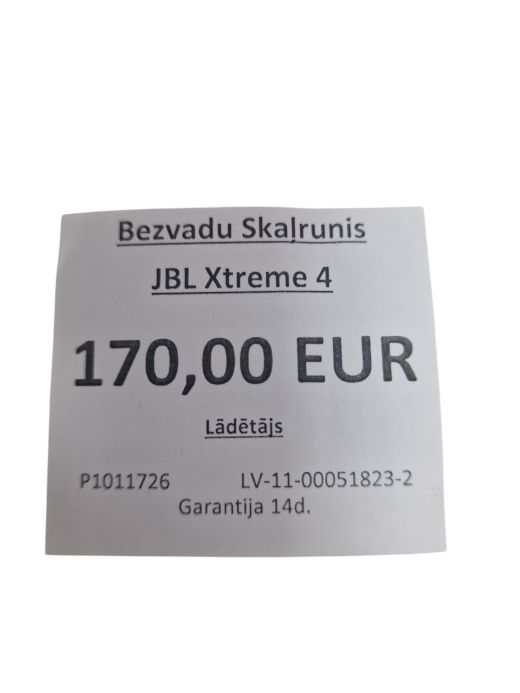 Bezvadu Skaļrunis
JBL Xtreme 4
170,00 EUR
Lādētājs
P1011726 LV-11-00051823-2
Garantija 14d.